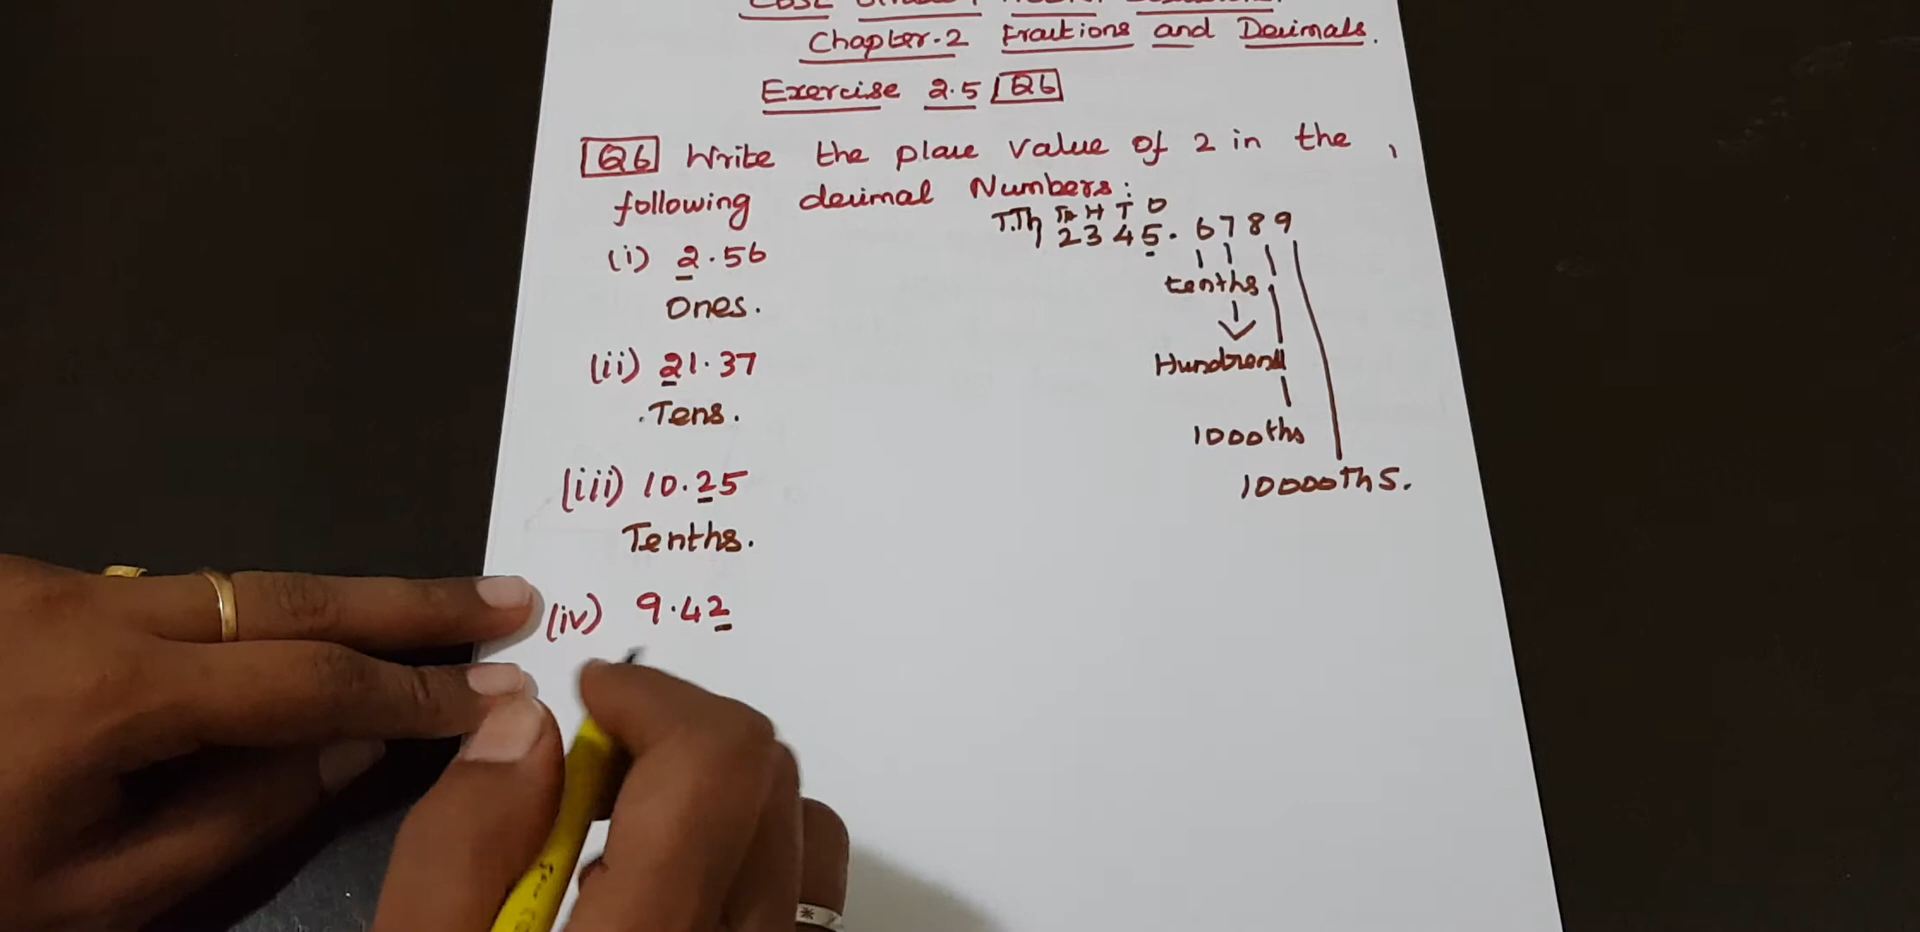 Chapter-2 Fractions and Decimals.
Exercise 2.5 Q6
Q6 Write the place value of 2 in the
following decimal Numbers:
T.Th Th H T O
2345.6789
(i) 2.56
Ones.
tenths
(ii) 21.37
Tens.
1000ths
(iii) 10.25
10000ths.
Tenths.
(iv) 9.42